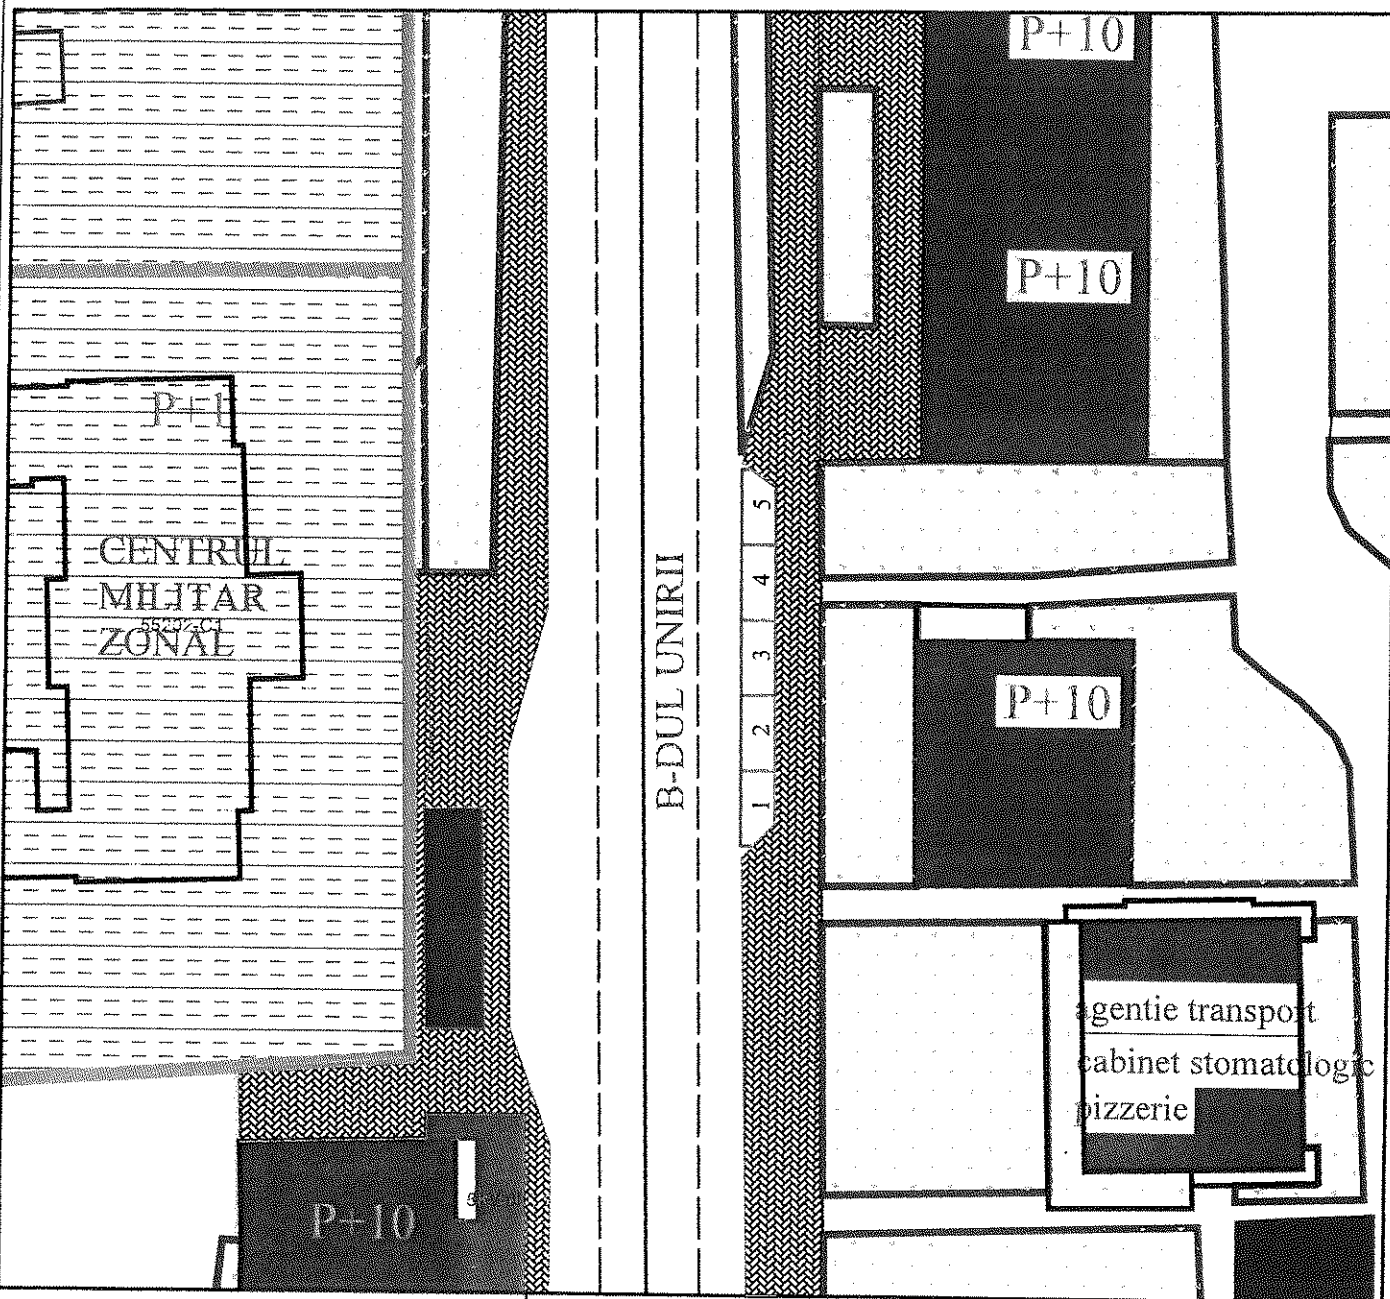 P+10
P+10
P+1
CENTRUL
MILITAR
ZONAL
B-DUL UNIRII
5
4
3
2
1
P+10
agentie transport
cabinet stomatologic
pizzerie
P+10